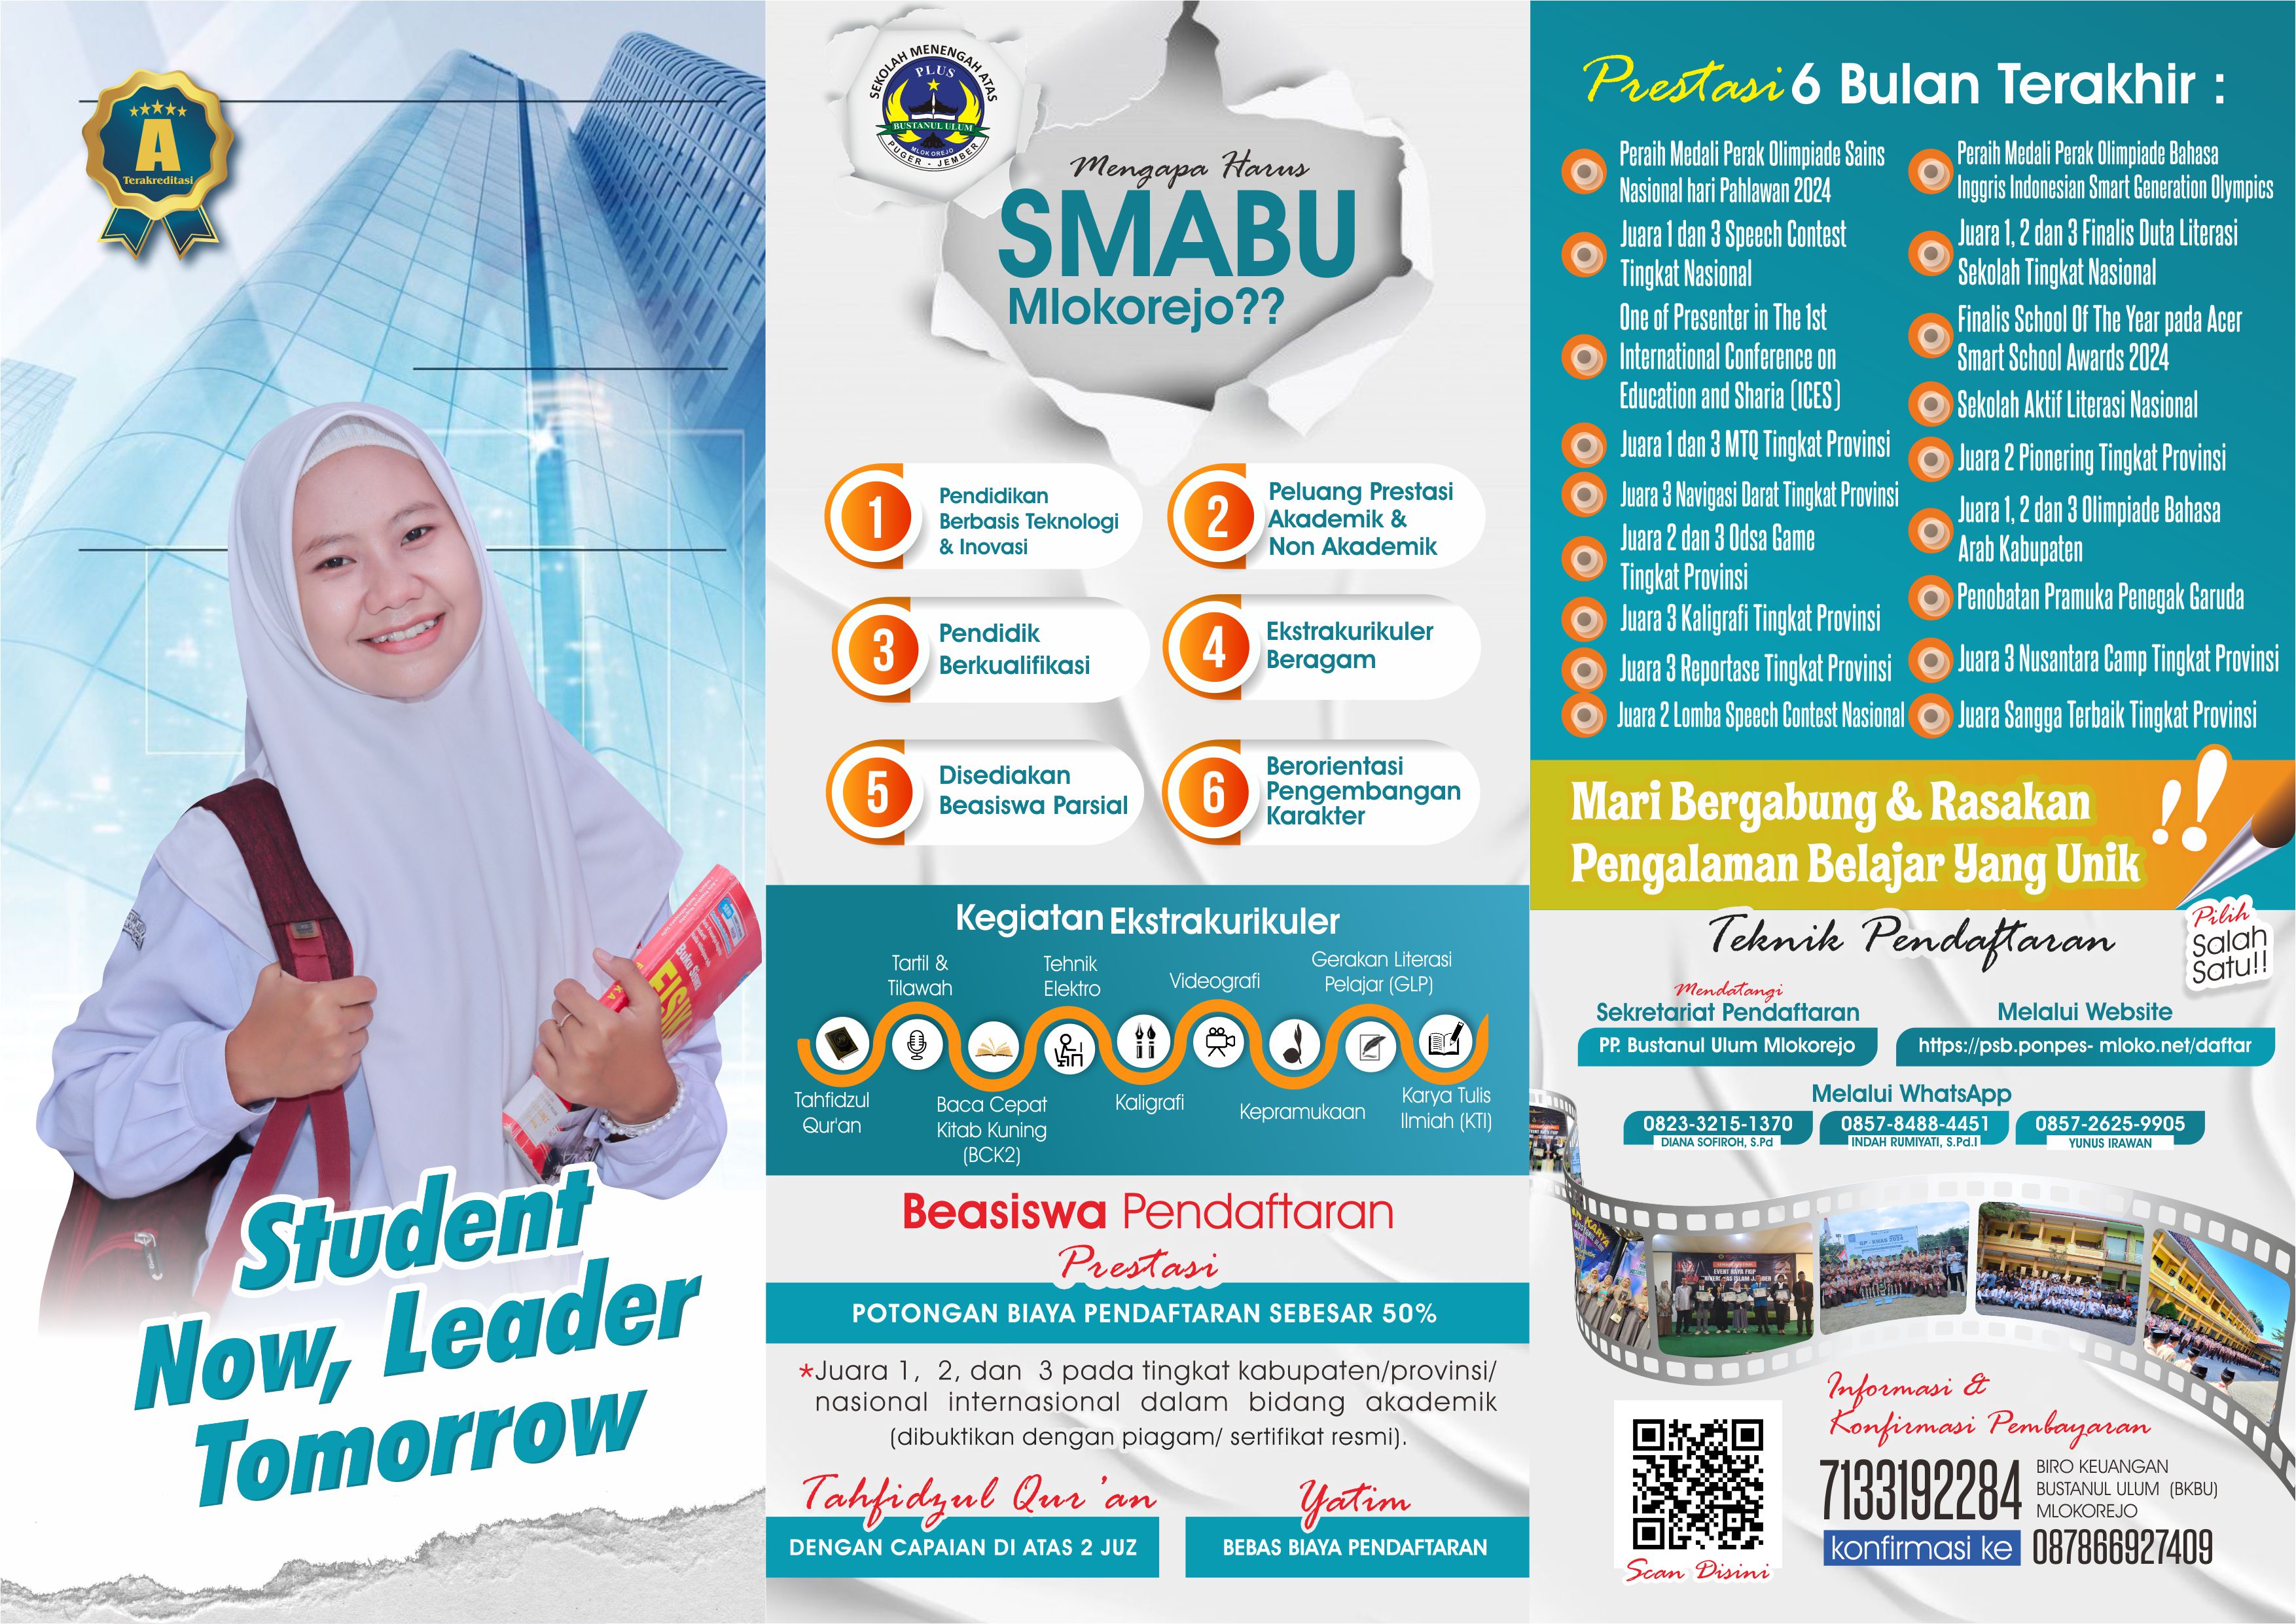 A
Terakreditasi
Student
Now, Leader
Tomorrow
SEKOLAH MENENGAH ATAS
PLUS
BUSTANUL ULUM
MLOKOREJO
PUGER - JEMBER
Mengapa Harus
SMABU
Mlokorejo??
1
Pendidikan
Berbasis Teknologi
& Inovasi
2
Peluang Prestasi
Akademik &
Non Akademik
3
Pendidik
Berkualifikasi
4
Ekstrakurikuler
Beragam
5
Disediakan
Beasiswa Parsial
6
Berorientasi
Pengembangan
Karakter
Kegiatan Ekstrakurikuler
Tartil &
Tilawah
Tehnik
Elektro
Videografi
Gerakan Literasi
Pelajar (GLP)
Tahfidzul
Qur'an
Baca Cepat
Kitab Kuning
(BCK2)
Kaligrafi
Kepramukaan
Karya Tulis
Ilmiah (KTI)
Beasiswa Pendaftaran
Prestasi
POTONGAN BIAYA PENDAFTARAN SEBESAR 50%
*Juara 1, 2, dan 3 pada tingkat kabupaten/provinsi/
nasional internasional dalam bidang akademik
(dibuktikan dengan piagam/ sertifikat resmi).
Tahfidzul Qur'an
DENGAN CAPAIAN DI ATAS 2 JUZ
Yatim
BEBAS BIAYA PENDAFTARAN
Prestasi 6 Bulan Terakhir :
Peraih Medali Perak Olimpiade Sains
Nasional hari Pahlawan 2024
Juara 1 dan 3 Speech Contest
Tingkat Nasional
One of Presenter in The 1st
International Conference on
Education and Sharia (ICES)
Juara 1 dan 3 MTQ Tingkat Provinsi
Juara 3 Navigasi Darat Tingkat Provinsi
Juara 2 dan 3 Odsa Game
Tingkat Provinsi
Juara 3 Kaligrafi Tingkat Provinsi
Juara 3 Reportase Tingkat Provinsi
Juara 2 Lomba Speech Contest Nasional
Peraih Medali Perak Olimpiade Bahasa
Inggris Indonesian Smart Generation Olympics
Juara 1, 2 dan 3 Finalis Duta Literasi
Sekolah Tingkat Nasional
Finalis School Of The Year pada Acer
Smart School Awards 2024
Sekolah Aktif Literasi Nasional
Juara 2 Pionering Tingkat Provinsi
Juara 1, 2 dan 3 Olimpiade Bahasa
Arab Kabupaten
Penobatan Pramuka Penegak Garuda
Juara 3 Nusantara Camp Tingkat Provinsi
Juara Sangga Terbaik Tingkat Provinsi
Mari Bergabung & Rasakan
Pengalaman Belajar Yang Unik !!
Teknik Pendaftaran
Pilih
Salah
Satu!!
Mendatangi
Sekretariat Pendaftaran
PP. Bustanul Ulum Mlokorejo
Melalui Website
https://psb.ponpes- mloko.net/daftar
Melalui WhatsApp
0823-3215-1370
DIANA SOFIROH, S.Pd
0857-8488-4451
INDAH RUMIYATI, S.Pd.I
0857-2625-9905
YUNUS IRAWAN
Informasi &
Konfirmasi Pembayaran
7133192284
BIRO KEUANGAN
BUSTANUL ULUM (BKBU)
MLOKOREJO
konfirmasi ke 087866927409
Scan Disini